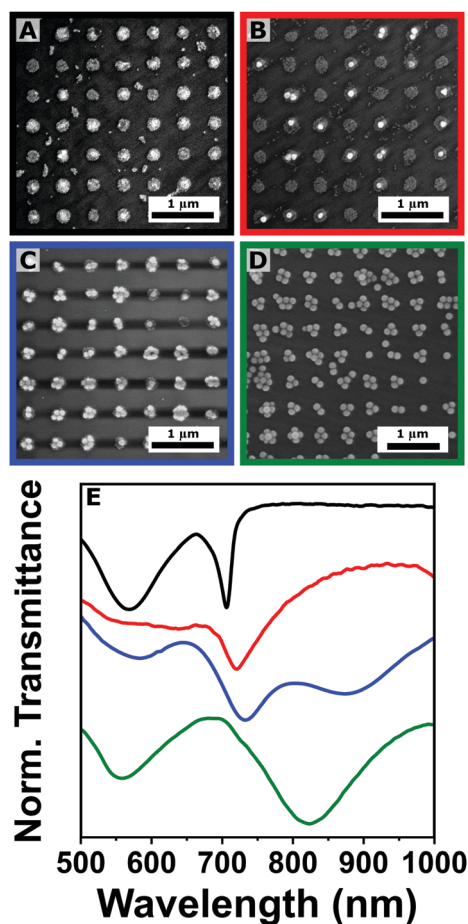 A
B
1 μm
1 μm
C
D
1 μm
1 μm
E
Norm. Transmittance
500 600 700 800 900 1000
Wavelength (nm)